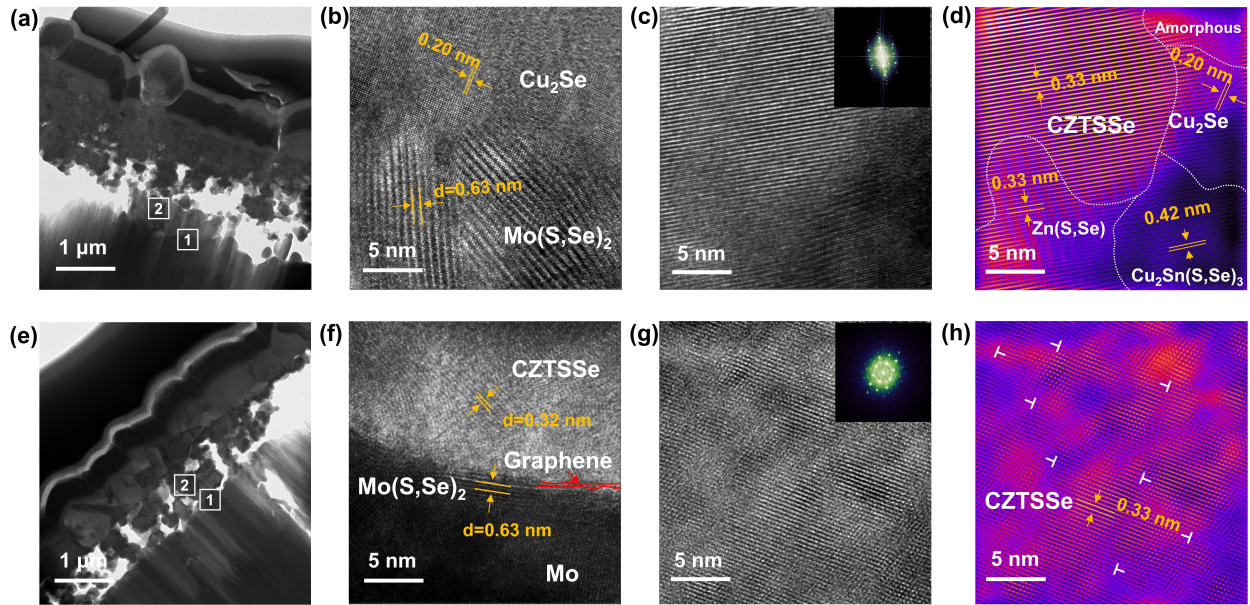 (a)
2
1
1 μm
(b)
0.20 nm
Cu2Se
d=0.63 nm
Mo(S,Se)2
5 nm
(c)
5 nm
(d)
Amorphous
0.33 nm
CZTSSe
0.20 nm
Cu2Se
0.33 nm
Zn(S,Se)
0.42 nm
Cu2Sn(S,Se)3
5 nm
(e)
2
1
1 μm
(f)
CZTSSe
d=0.32 nm
Graphene
Mo(S,Se)2
d=0.63 nm
Mo
5 nm
(g)
5 nm
(h)
CZTSSe
0.33 nm
5 nm